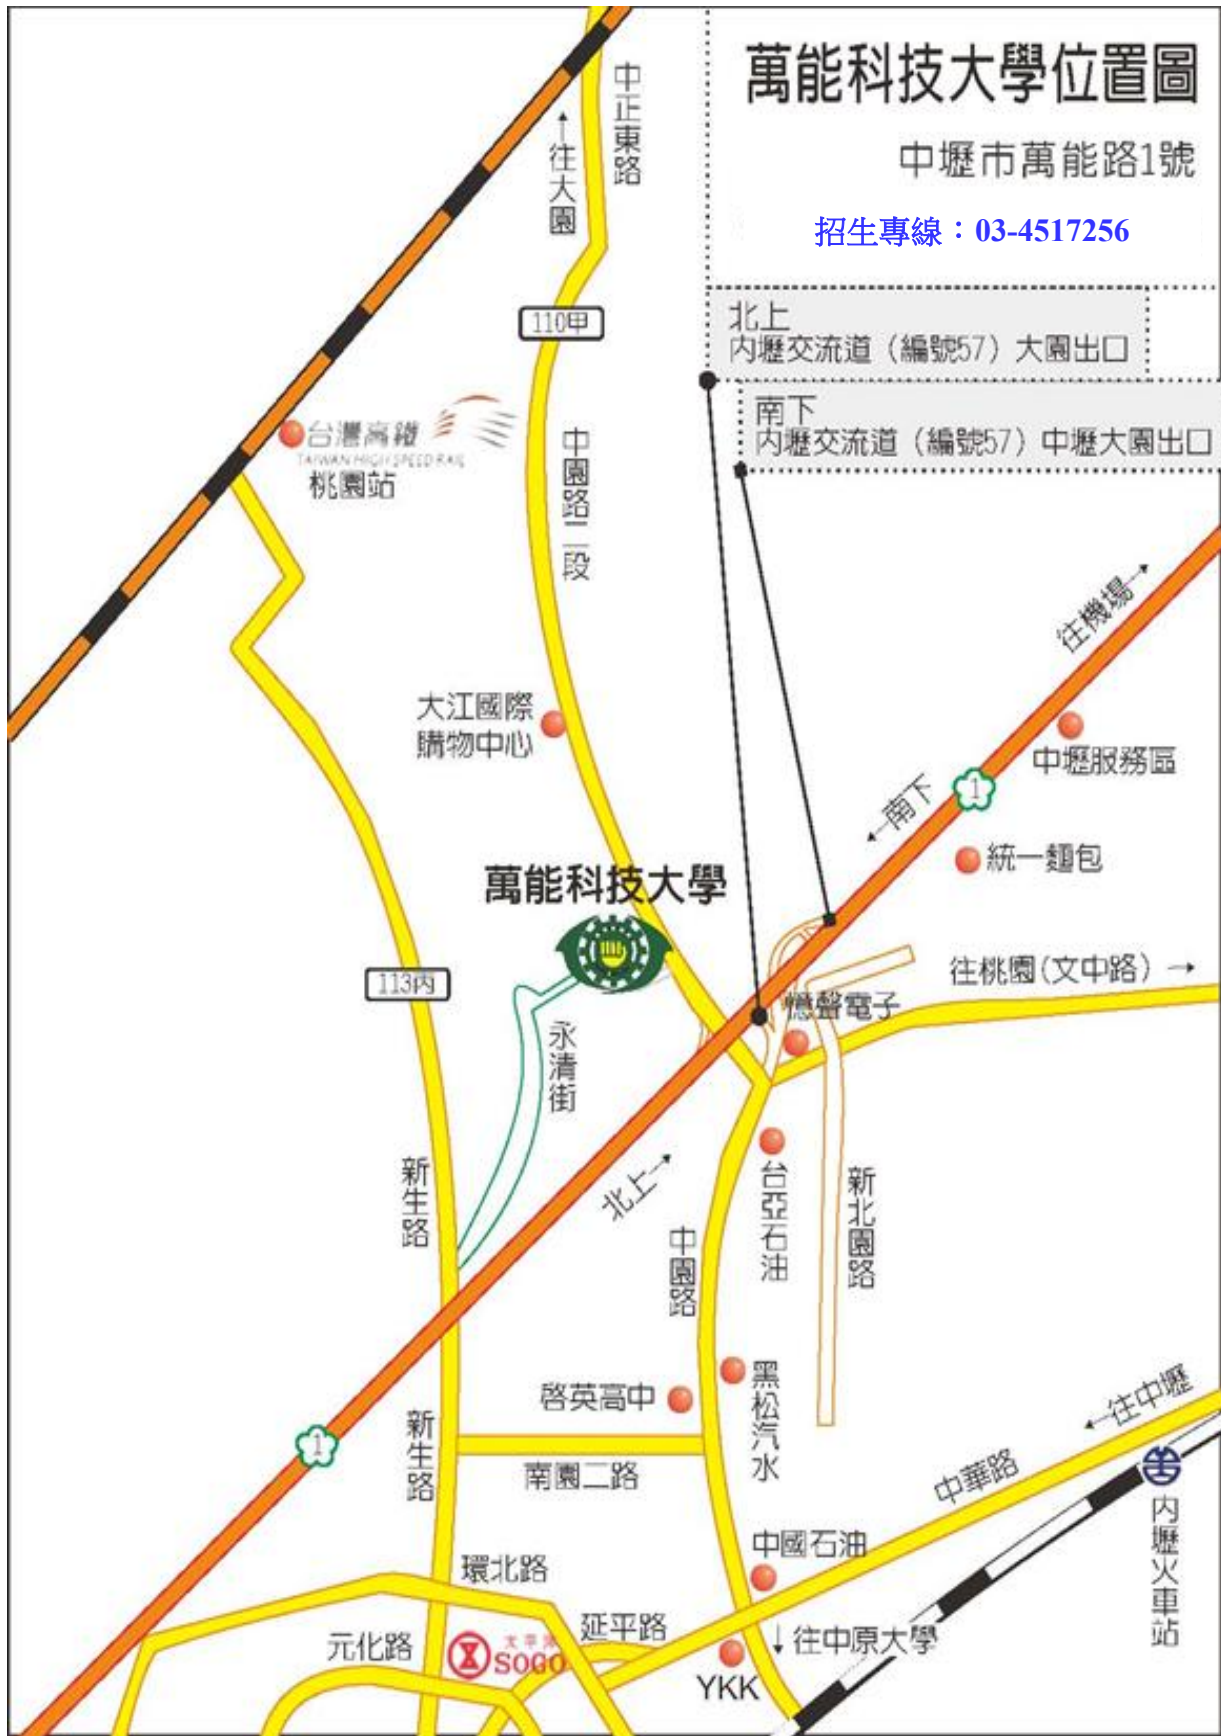 萬能科技大學位置圖
中壢市萬能路1號
招生專線：03-4517256
中正東路
←往大園
110甲
北上
內壢交流道（編號57）大園出口
南下
內壢交流道（編號57）中壢大園出口
台灣高鐵
TAIWAN HIGH SPEED RAIL
桃園站
中園路二段
往機場→
大江國際
購物中心
中壢服務區
1
←南下
統一麵包
萬能科技大學
往桃園(文中路) →
113丙
憶聲電子
永清街
新生路
北上→
台亞石油
新北園路
中園路
黑松汽水
啓英高中
←往中壢
新生路
1
南園二路
中華路
內壢火車站
中國石油
環北路
延平路
元化路
太平洋
SOGO
↓往中原大學
YKK